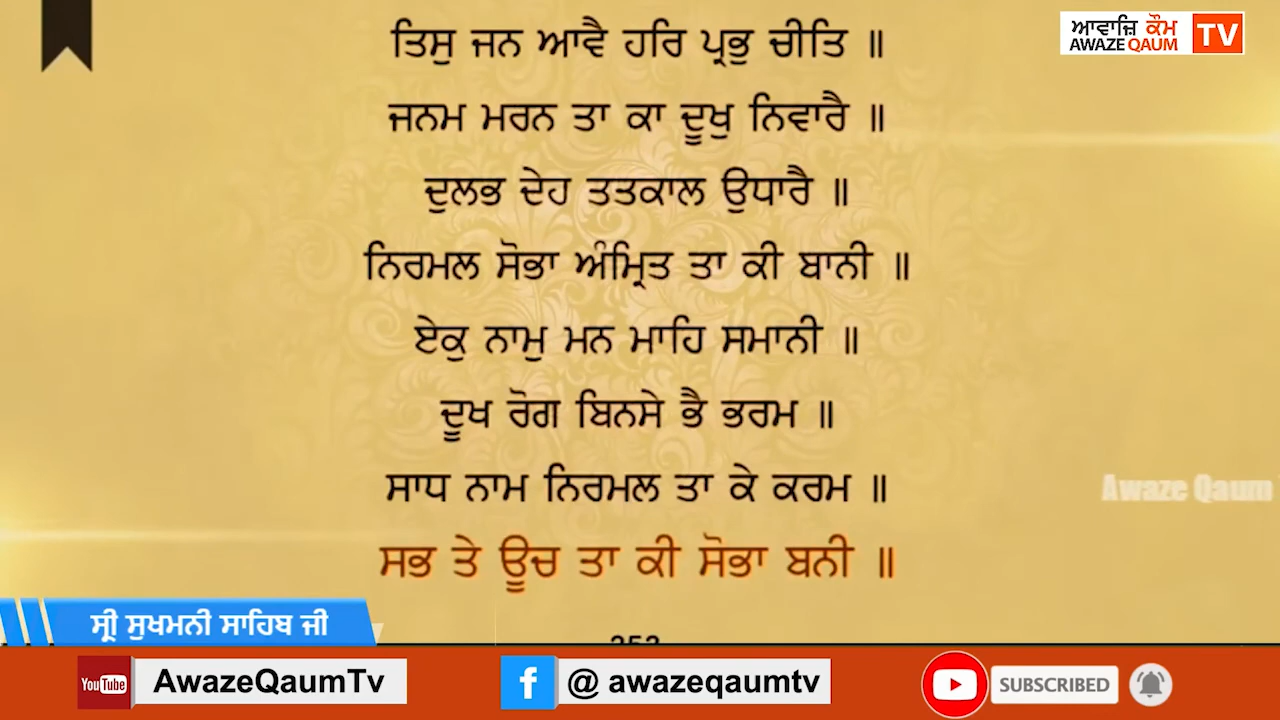 ਤਿਸੁ ਜਨ ਆਵੈ ਹਰਿ ਪ੍ਰਭੁ ਚੀਤਿ ॥
ਆਵਾਜ਼ਿ ਕੌਮ
AWAZE QAUM
TV
ਜਨਮ ਮਰਨ ਤਾ ਕਾ ਦੂਖੁ ਨਿਵਾਰੈ ॥
ਦੁਲਭ ਦੇਹ ਤਤਕਾਲ ਉਧਾਰੈ ॥
ਨਿਰਮਲ ਸੋਭਾ ਅੰਮ੍ਰਿਤ ਤਾ ਕੀ ਬਾਨੀ ॥
ਏਕੁ ਨਾਮੁ ਮਨ ਮਾਹਿ ਸਮਾਨੀ ॥
ਦੂਖ ਰੋਗ ਬਿਨਸੇ ਭੈ ਭਰਮ ॥
ਸਾਧ ਨਾਮ ਨਿਰਮਲ ਤਾ ਕੇ ਕਰਮ ॥
Awaze Qaum
ਸਭ ਤੇ ਊਚ ਤਾ ਕੀ ਸੋਭਾ ਬਨੀ ॥
ਸ੍ਰੀ ਸੁਖਮਨੀ ਸਾਹਿਬ ਜੀ
YouTube AwazeQaumTv
f @ awazeqaumtv
SUBSCRIBED